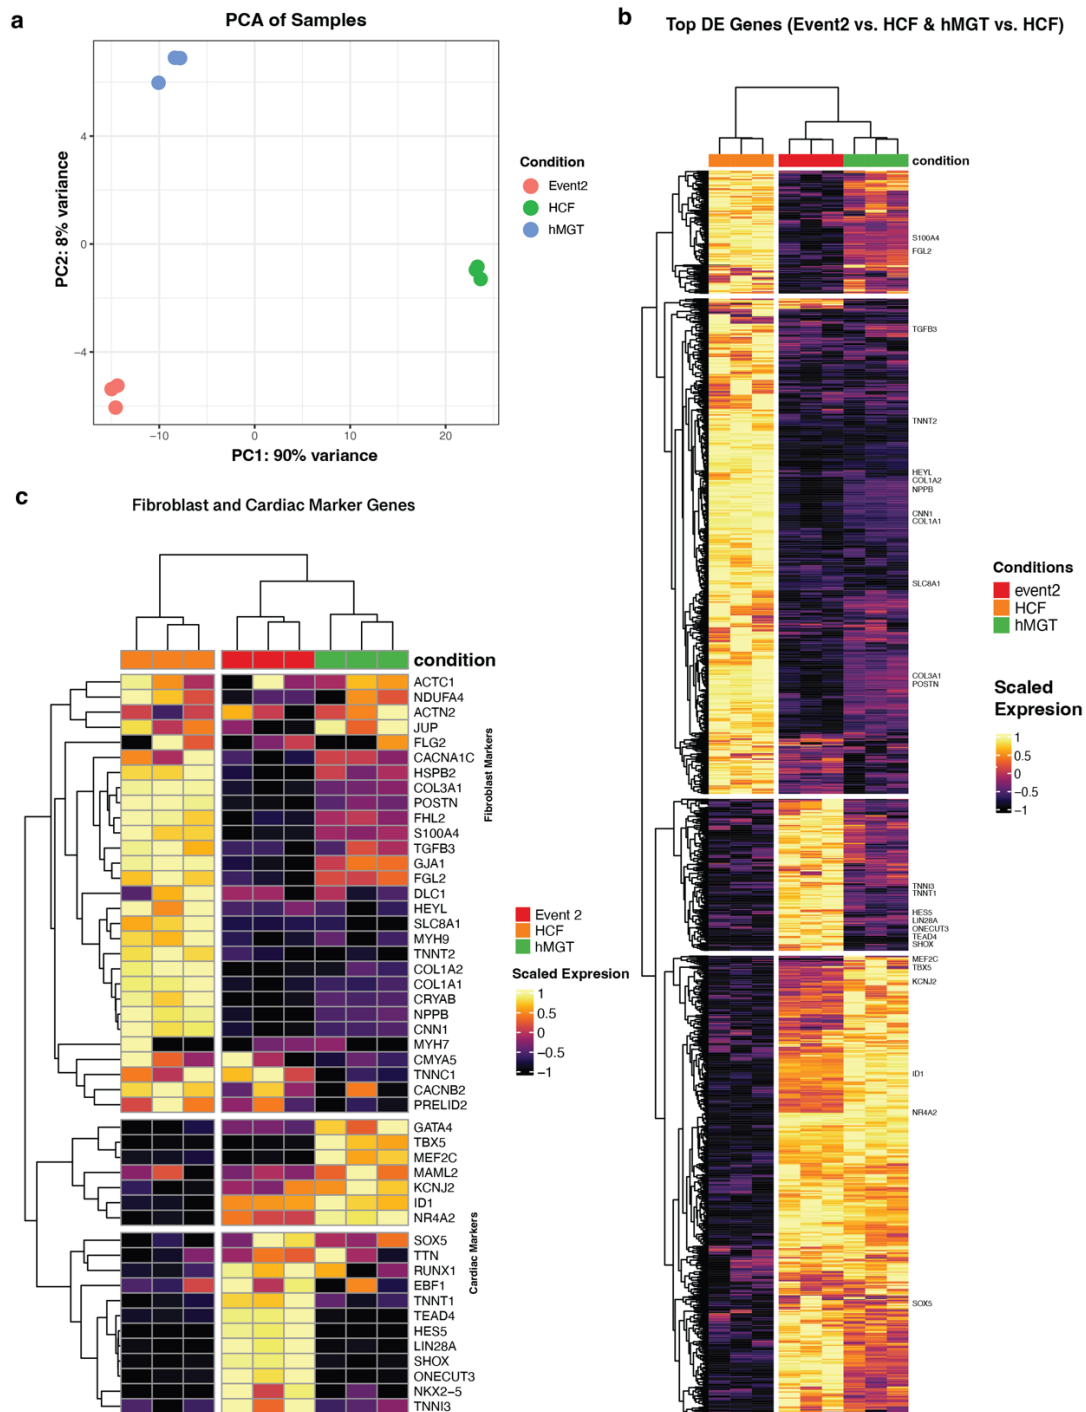 a
PCA of Samples
PC2: 8% variance
4
0
−4
−10
0
10
20
PC1: 90% variance
Condition
Event2
HCF
hMGT
b
Top DE Genes (Event2 vs. HCF & hMGT vs. HCF)
condition
S100A4
FGL2
TGFB3
TNNT2
HEYL
COL1A2
NPPB
CNN1
COL1A1
SLC8A1
COL3A1
POSTN
TNNI3
TNNT1
HES5
LIN28A
ONECUT3
TEAD4
SHOX
MEF2C
TBX5
KCNJ2
ID1
NR4A2
SOX5
Conditions
event2
HCF
hMGT
Scaled
Expresion
1
0.5
0
−0.5
−1
c
Fibroblast and Cardiac Marker Genes
condition
ACTC1
NDUFA4
ACTN2
JUP
FLG2
CACNA1C
HSPB2
COL3A1
POSTN
FHL2
S100A4
TGFB3
GJA1
FGL2
DLC1
HEYL
SLC8A1
MYH9
TNNT2
COL1A2
COL1A1
CRYAB
NPPB
CNN1
MYH7
CMYA5
TNNC1
CACNB2
PRELID2
GATA4
TBX5
MEF2C
MAML2
KCNJ2
ID1
NR4A2
SOX5
TTN
RUNX1
EBF1
TNNT1
TEAD4
HES5
LIN28A
SHOX
ONECUT3
NKX2−5
TNNI3
Fibroblast Markers
Cardiac Markers
Event 2
HCF
hMGT
Scaled Expresion
1
0.5
0
−0.5
−1